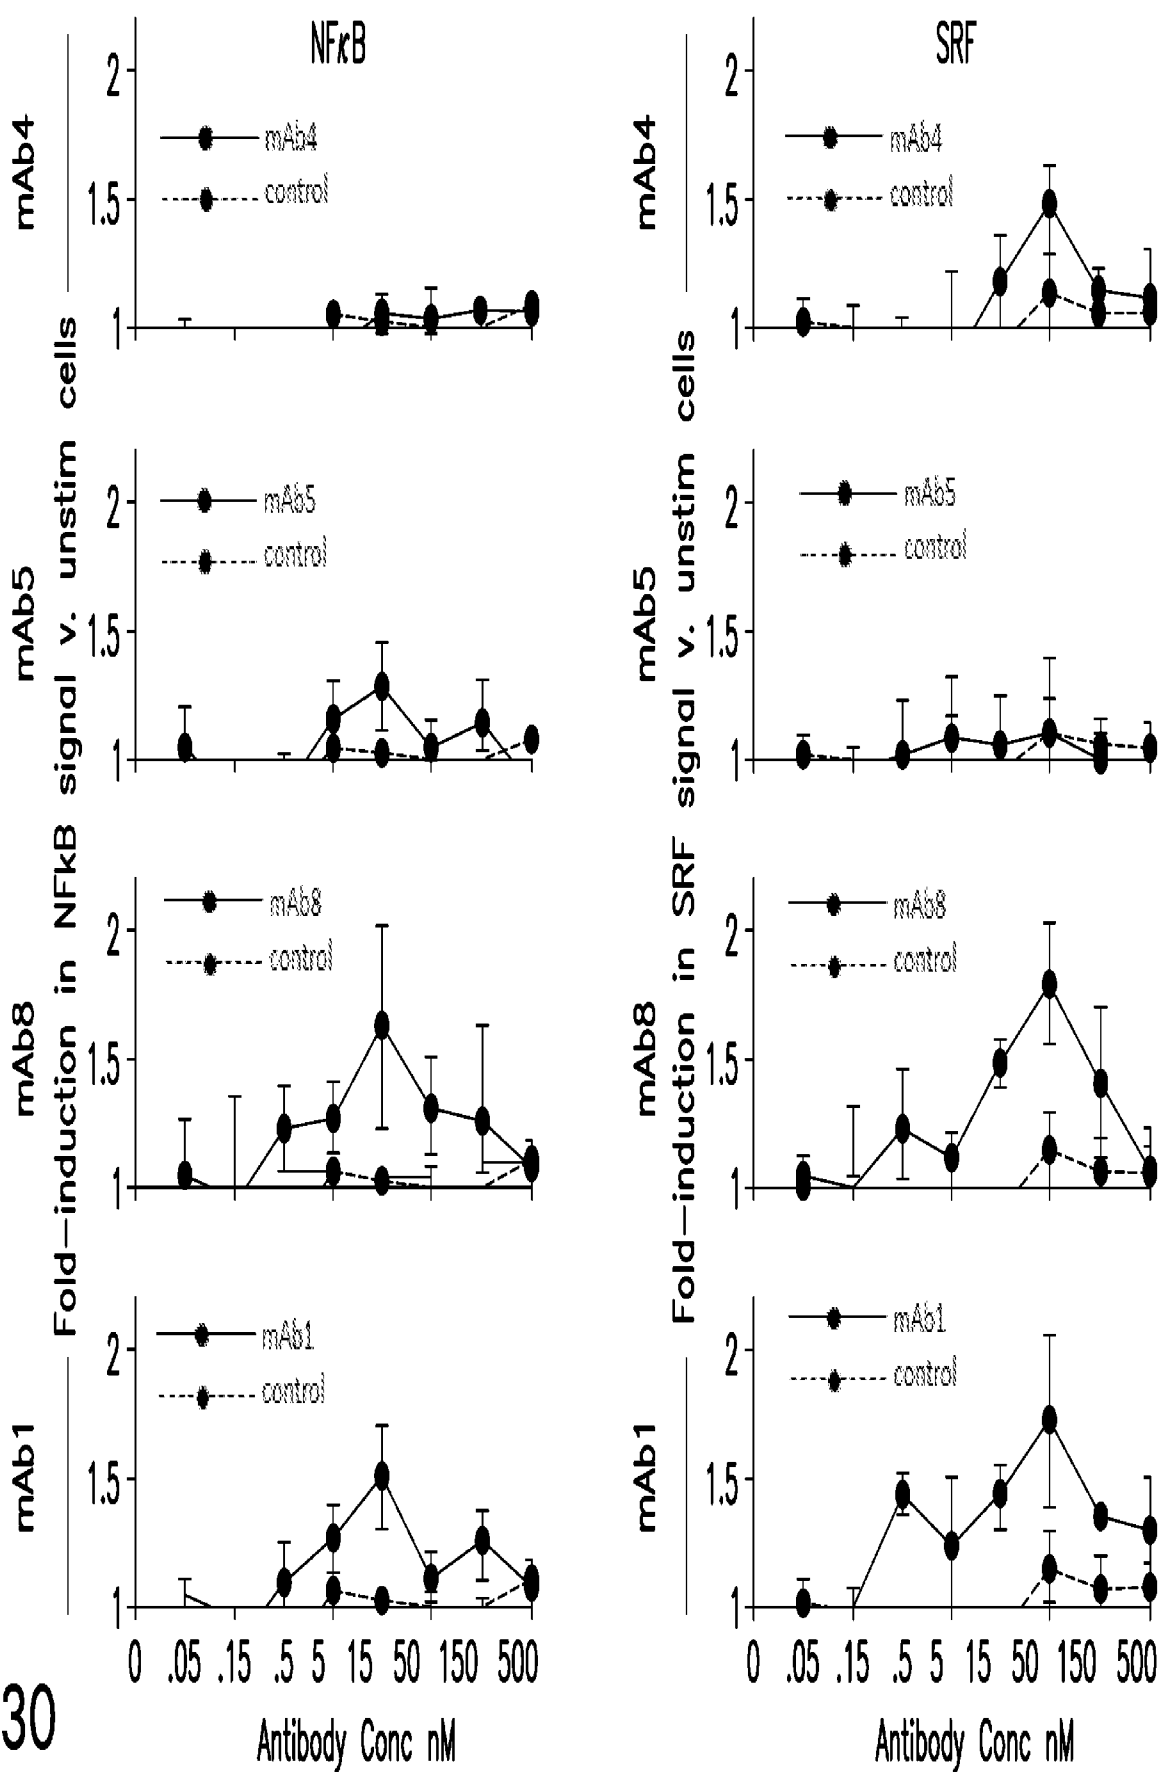 NFκB
2
1.5
1
mAb4
control
mAb4
SRF
2
1.5
1
mAb4
control
mAb4
2
1.5
1
mAb5
control
mAb5
2
1.5
1
mAb5
control
mAb5
2
1.5
1
mAb8
control
mAb8
2
1.5
1
mAb8
control
mAb8
2
1.5
1
mAb1
control
mAb1
2
1.5
1
mAb1
control
mAb1
Fold-induction in NFkB signal v. unstim cells
Fold-induction in SRF signal v. unstim cells
0 .05 .15 .5 5 15 50 150 500
0 .05 .15 .5 5 15 50 150 500
Antibody Conc nM
Antibody Conc nM
30